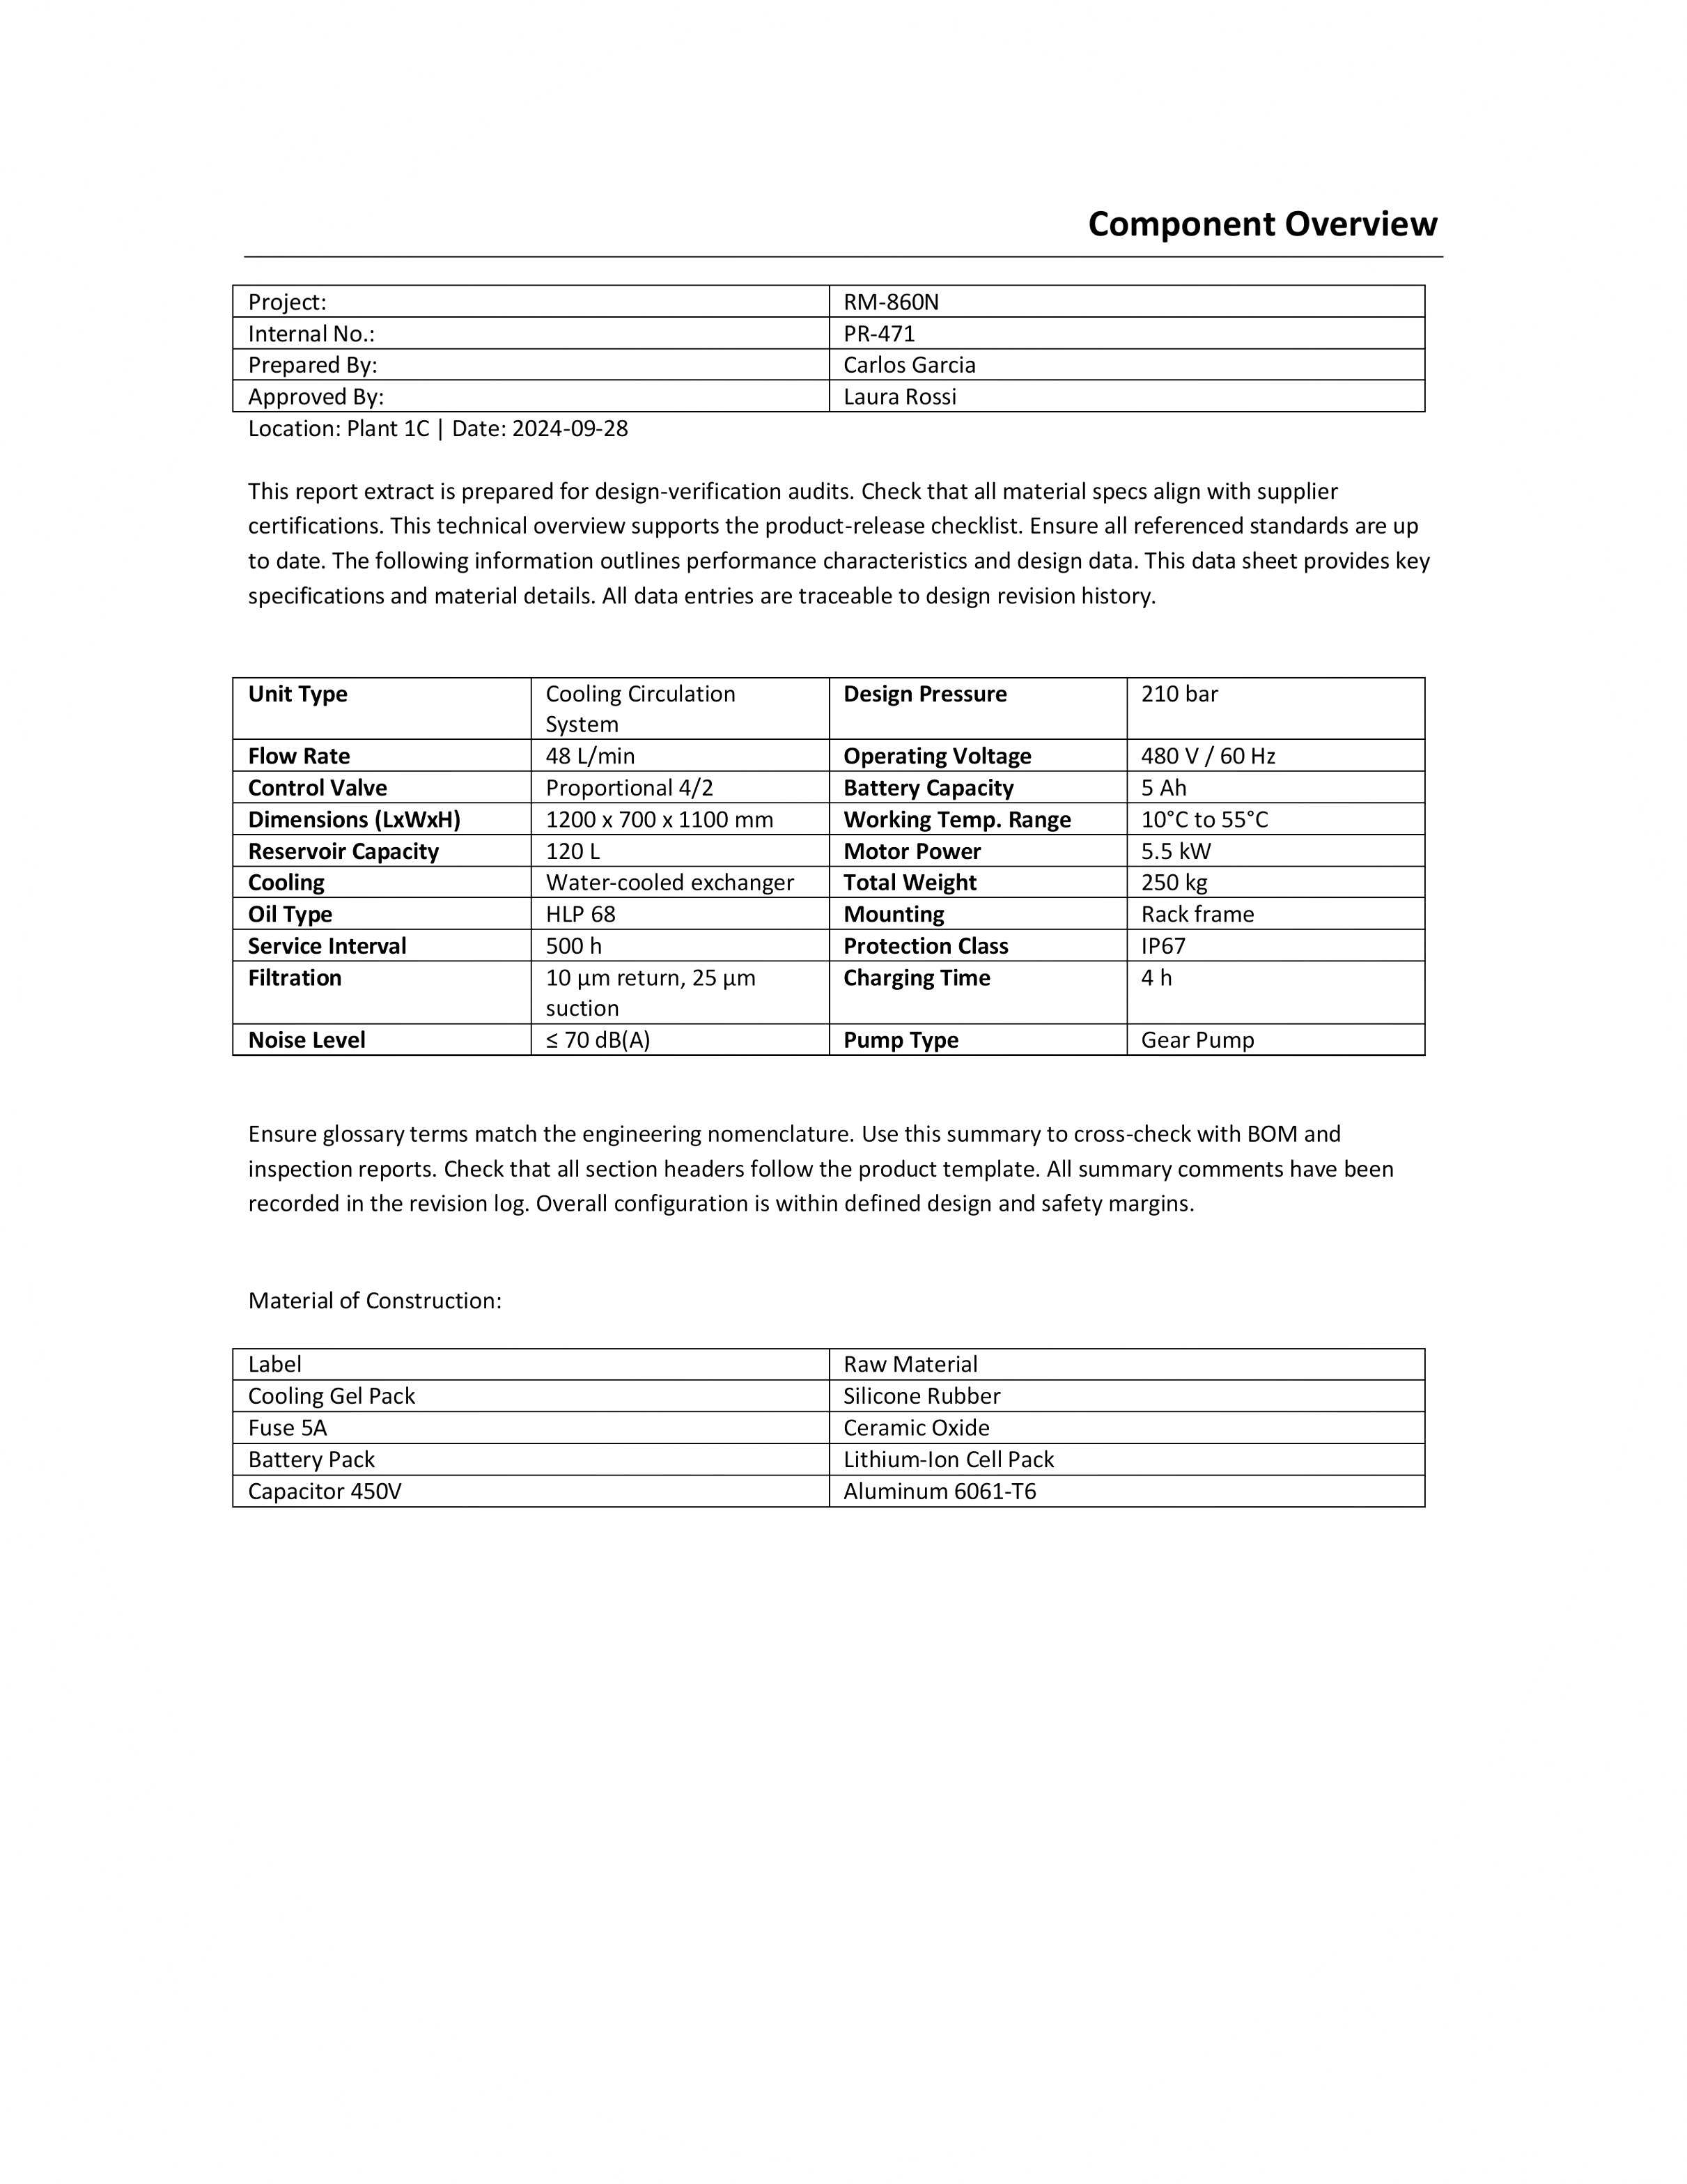 Component Overview
Project: RM-860N
Internal No.: PR-471
Prepared By: Carlos Garcia
Approved By: Laura Rossi
Location: Plant 1C | Date: 2024-09-28
This report extract is prepared for design-verification audits. Check that all material specs align with supplier
certifications. This technical overview supports the product-release checklist. Ensure all referenced standards are up
to date. The following information outlines performance characteristics and design data. This data sheet provides key
specifications and material details. All data entries are traceable to design revision history.
Unit Type Cooling Circulation System Design Pressure 210 bar
Flow Rate 48 L/min Operating Voltage 480 V / 60 Hz
Control Valve Proportional 4/2 Battery Capacity 5 Ah
Dimensions (LxWxH) 1200 x 700 x 1100 mm Working Temp. Range 10°C to 55°C
Reservoir Capacity 120 L Motor Power 5.5 kW
Cooling Water-cooled exchanger Total Weight 250 kg
Oil Type HLP 68 Mounting Rack frame
Service Interval 500 h Protection Class IP67
Filtration 10 µm return, 25 µm suction Charging Time 4 h
Noise Level ≤ 70 dB(A) Pump Type Gear Pump
Ensure glossary terms match the engineering nomenclature. Use this summary to cross-check with BOM and
inspection reports. Check that all section headers follow the product template. All summary comments have been
recorded in the revision log. Overall configuration is within defined design and safety margins.
Material of Construction:
Label Raw Material
Cooling Gel Pack Silicone Rubber
Fuse 5A Ceramic Oxide
Battery Pack Lithium-Ion Cell Pack
Capacitor 450V Aluminum 6061-T6